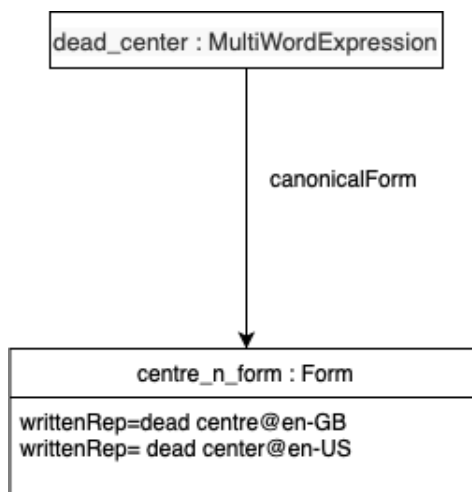 dead_center : MultiWordExpression
canonicalForm
centre_n_form : Form
writtenRep=dead centre@en-GB
writtenRep= dead center@en-US